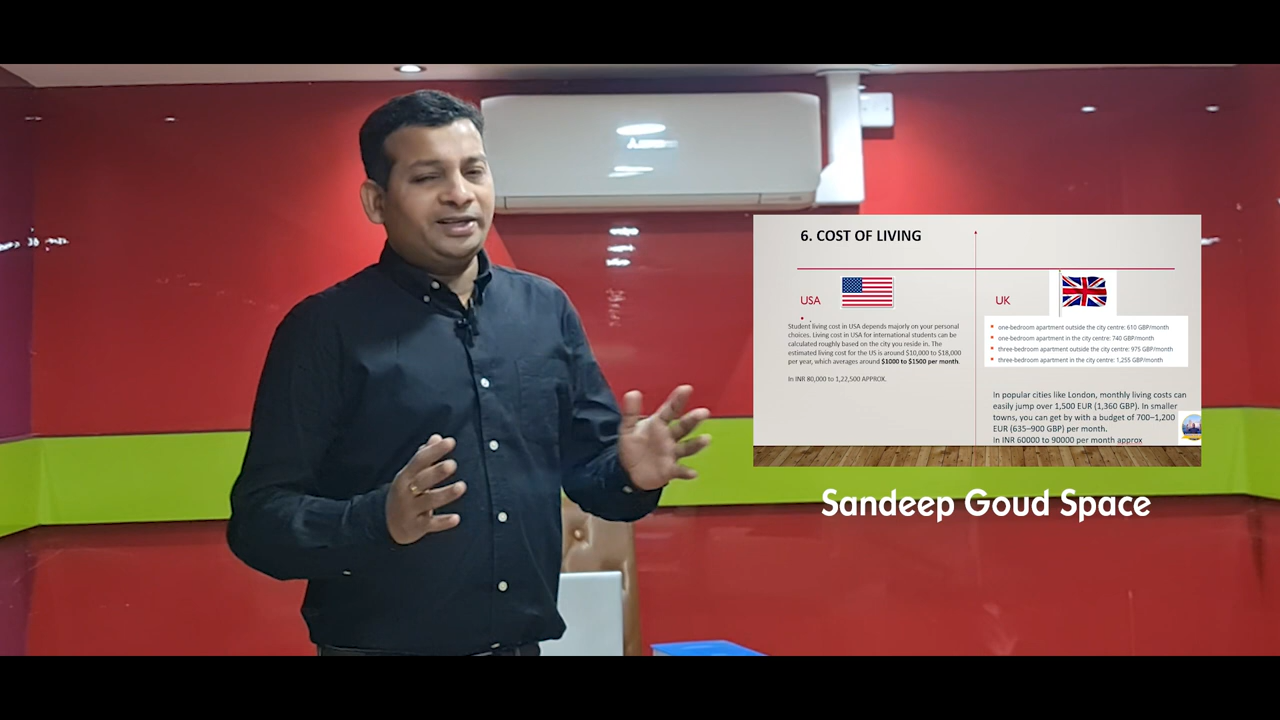 6. COST OF LIVING
USA
UK
Student living cost in USA depends majorly on your personal
choices. Living cost in USA for international students can be
calculated roughly based on the city you reside in. The
estimated living cost for the US is around $10,000 to $18,000
per year, which averages around $1000 to $1500 per month.
In INR 80,000 to 1,22,500 APPROX.
one-bedroom apartment outside the city centre: 610 GBP/month
one-bedroom apartment in the city centre: 740 GBP/month
three-bedroom apartment outside the city centre: 975 GBP/month
three-bedroom apartment in the city centre: 1,255 GBP/month
In popular cities like London, monthly living costs can
easily jump over 1,500 EUR (1,360 GBP). In smaller
towns, you can get by with a budget of 700–1,200
EUR (635–900 GBP) per month.
In INR 60000 to 90000 per month approx
Sandeep Goud Space